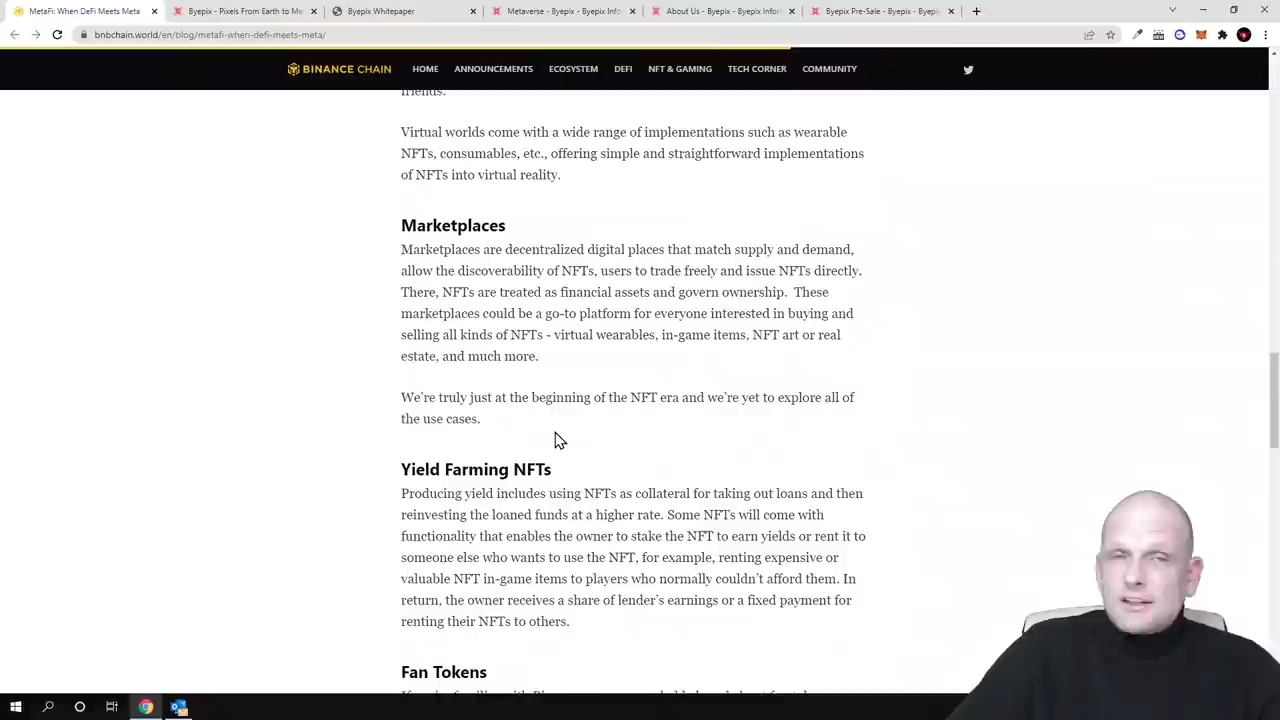 MetaFi: When DeFi Meets Meta
Byepix - Pixels From Earth to Me
Byepix Whitepaper
Metaverse - Byepix - Byepix Info
About Us - Byepix - Byepix Inform
Byepix Pre-Sale - Byepix - Byepi
bnbchain.world/en/blog/metafi-when-defi-meets-meta/
BINANCE CHAIN HOME ANNOUNCEMENTS ECOSYSTEM DEFI NFT & GAMING TECH CORNER COMMUNITY
friends.
Virtual worlds come with a wide range of implementations such as wearable
NFTs, consumables, etc., offering simple and straightforward implementations
of NFTs into virtual reality.
Marketplaces
Marketplaces are decentralized digital places that match supply and demand,
allow the discoverability of NFTs, users to trade freely and issue NFTs directly.
There, NFTs are treated as financial assets and govern ownership.  These
marketplaces could be a go-to platform for everyone interested in buying and
selling all kinds of NFTs - virtual wearables, in-game items, NFT art or real
estate, and much more.
We're truly just at the beginning of the NFT era and we're yet to explore all of
the use cases.
Yield Farming NFTs
Producing yield includes using NFTs as collateral for taking out loans and then
reinvesting the loaned funds at a higher rate. Some NFTs will come with
functionality that enables the owner to stake the NFT to earn yields or rent it to
someone else who wants to use the NFT, for example, renting expensive or
valuable NFT in-game items to players who normally couldn't afford them. In
return, the owner receives a share of lender's earnings or a fixed payment for
renting their NFTs to others.
Fan Tokens